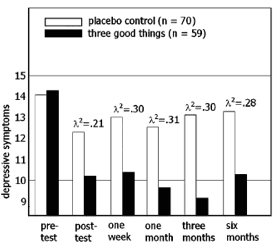 placebo control (n = 70)
three good things (n = 59)
depressive symptoms
15
14
13
12
11
10
9
λ²=.21
λ²=.30
λ²=.31
λ²=.30
λ²=.28
pre-test
post-test
one week
one month
three months
six months